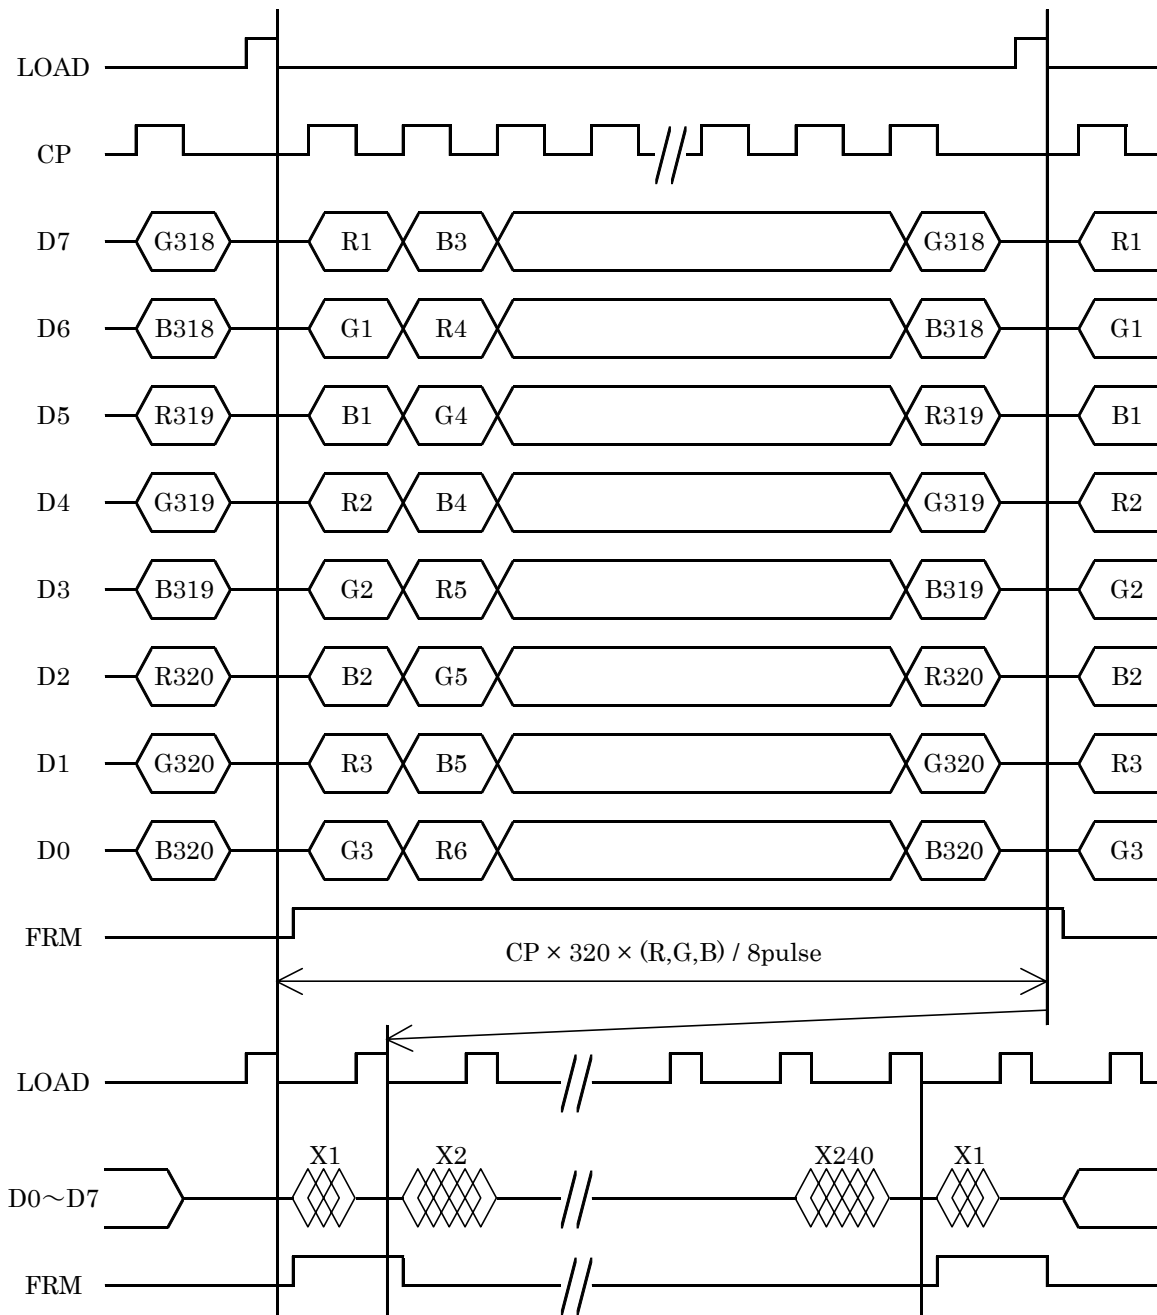 LOAD
CP
D7 G318 R1 B3 G318 R1
D6 B318 G1 R4 B318 G1
D5 R319 B1 G4 R319 B1
D4 G319 R2 B4 G319 R2
D3 B319 G2 R5 B319 G2
D2 R320 B2 G5 R320 B2
D1 G320 R3 B5 G320 R3
D0 B320 G3 R6 B320 G3
FRM
CP × 320 × (R,G,B) / 8pulse
LOAD
X1 X2 X240 X1
D0～D7
FRM